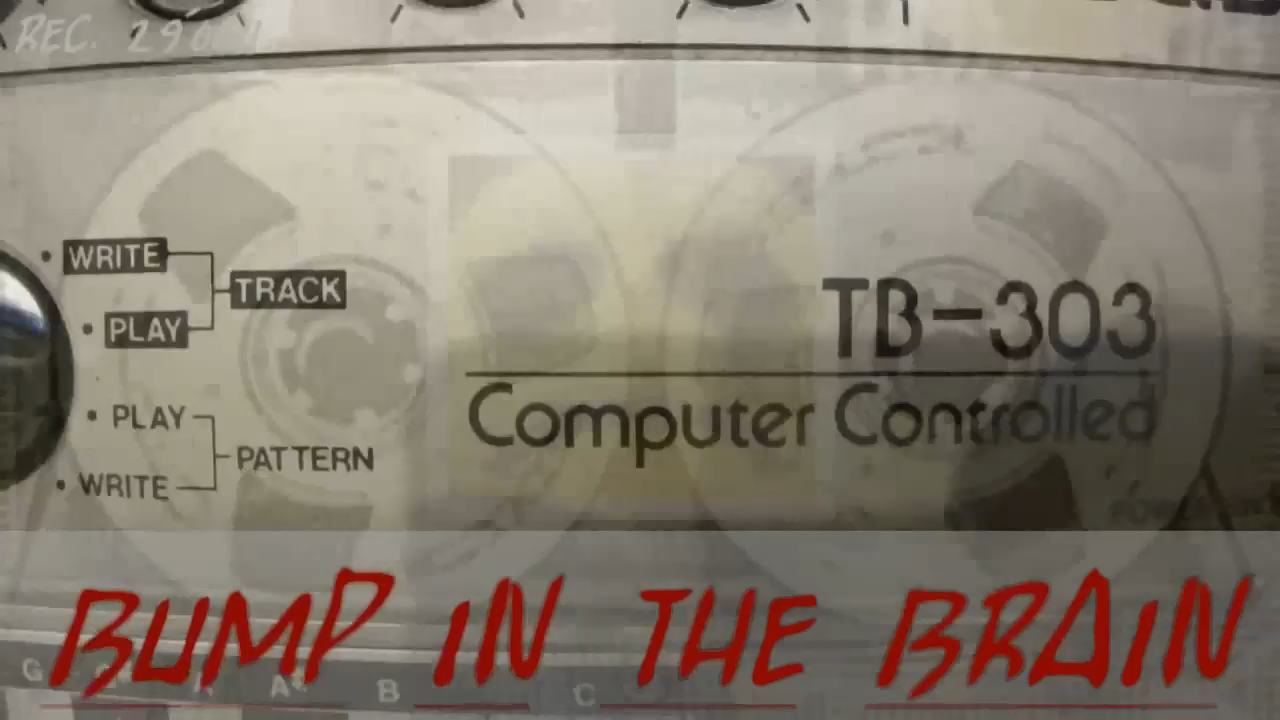 WRITE
TRACK
PLAY
TB-303
PLAY
Computer Controlled
PATTERN
WRITE
BUMP IN THE BRAIN
G A# B C